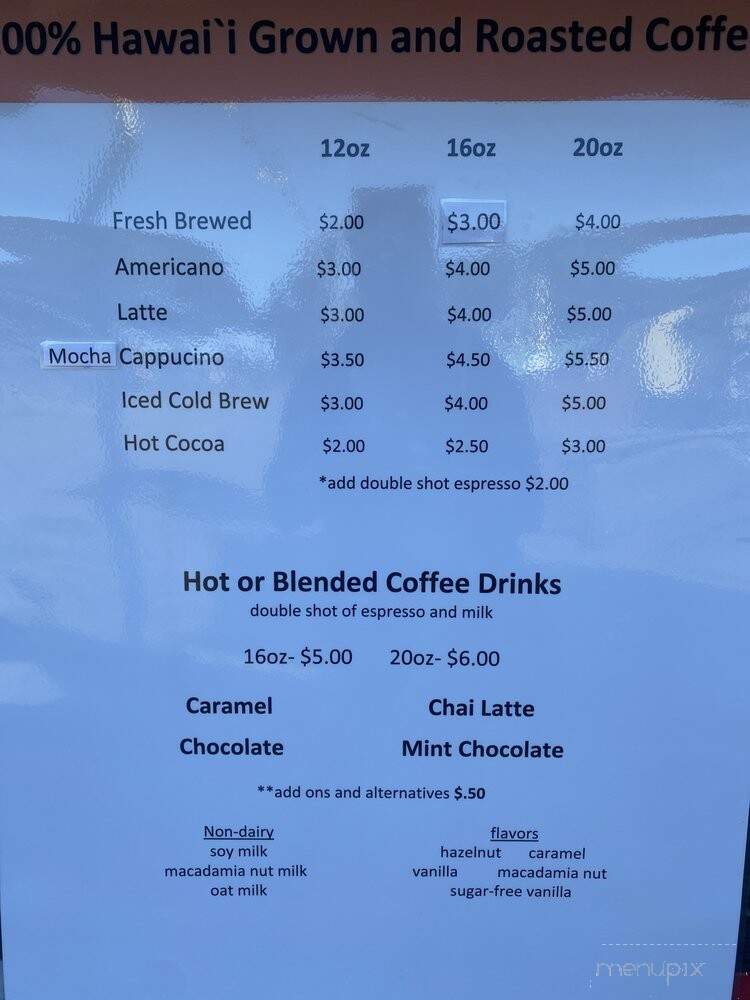 00% Hawai`i Grown and Roasted Coffe
12oz 16oz 20oz
Fresh Brewed $2.00 $3.00 $4.00
Americano $3.00 $4.00 $5.00
Latte $3.00 $4.00 $5.00
Mocha Cappucino $3.50 $4.50 $5.50
Iced Cold Brew $3.00 $4.00 $5.00
Hot Cocoa $2.00 $2.50 $3.00
*add double shot espresso $2.00
Hot or Blended Coffee Drinks
double shot of espresso and milk
16oz- $5.00 20oz- $6.00
Caramel Chai Latte
Chocolate Mint Chocolate
**add ons and alternatives $.50
Non-dairy flavors
soy milk hazelnut caramel
macadamia nut milk vanilla macadamia nut
oat milk sugar-free vanilla
menupix